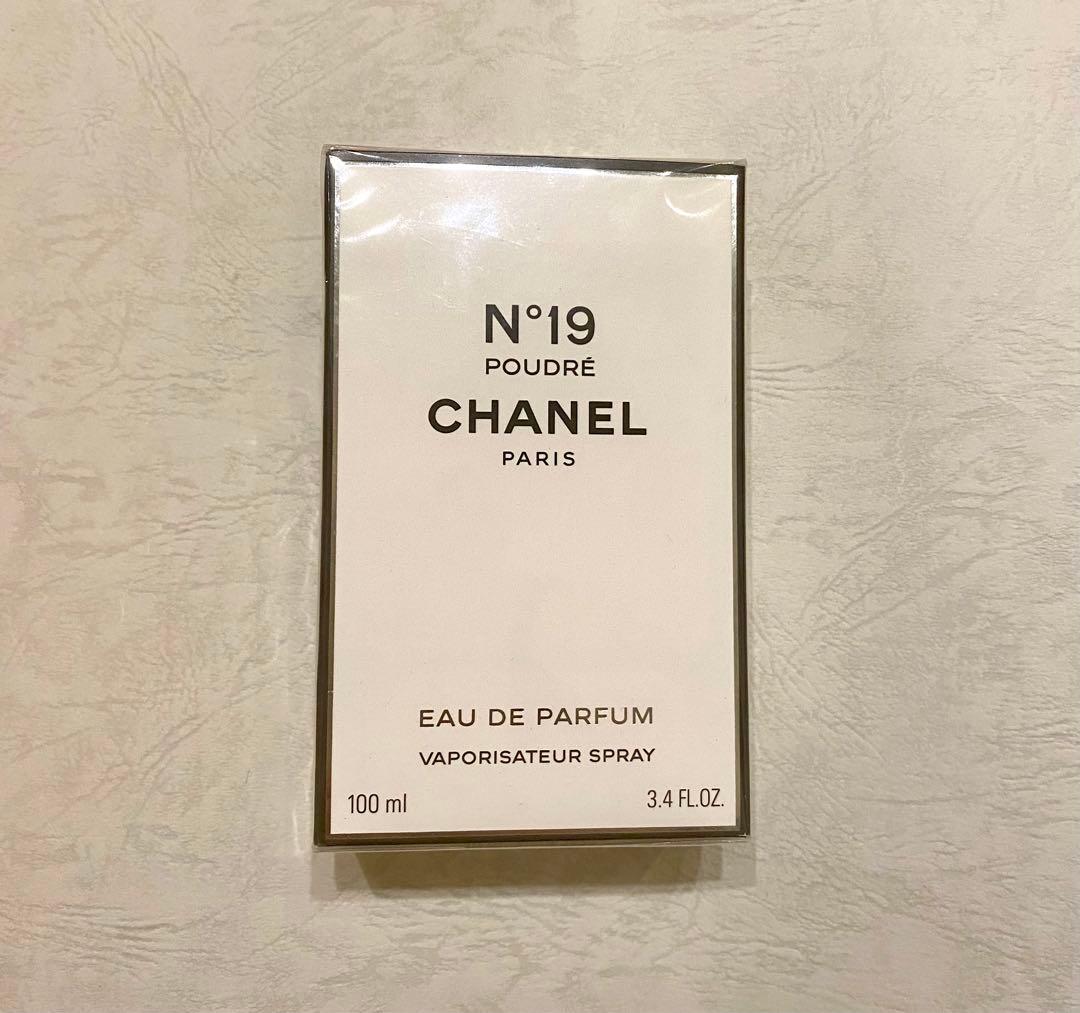 N°19
POUDRÉ
CHANEL
PARIS
EAU DE PARFUM
VAPORISATEUR SPRAY
100 ml
3.4 FL.OZ.